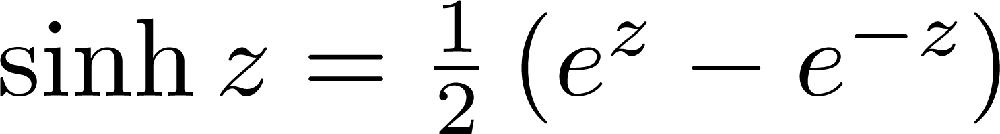 sinh z = ½ (e^z − e^{−z})